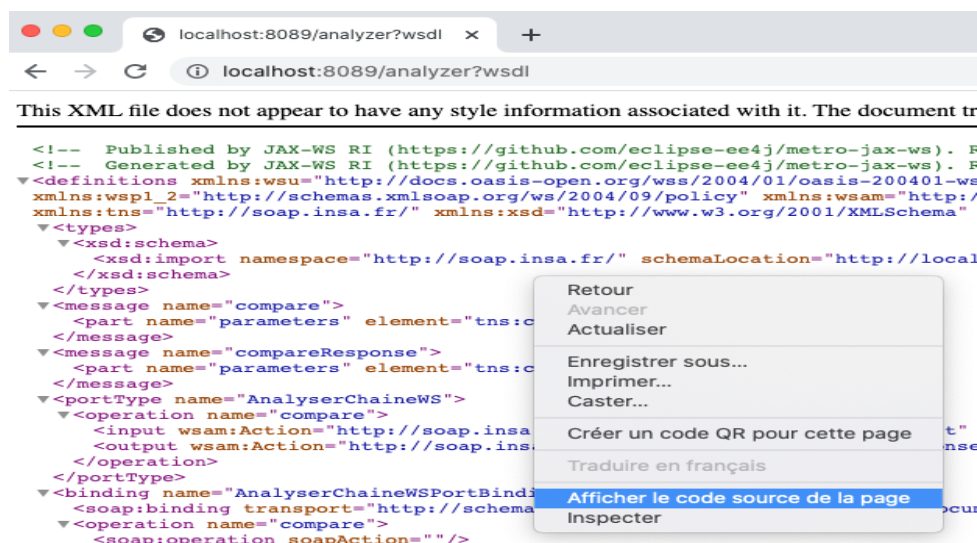 localhost:8089/analyzer?wsdl × +
localhost:8089/analyzer?wsdl
This XML file does not appear to have any style information associated with it. The document tr
<!-- Published by JAX-WS RI (https://github.com/eclipse-ee4j/metro-jax-ws). R
<!-- Generated by JAX-WS RI (https://github.com/eclipse-ee4j/metro-jax-ws). R
▼<definitions xmlns:wsu="http://docs.oasis-open.org/wss/2004/01/oasis-200401-ws
xmlns:wsp1_2="http://schemas.xmlsoap.org/ws/2004/09/policy" xmlns:wsam="http:/
xmlns:tns="http://soap.insa.fr/" xmlns:xsd="http://www.w3.org/2001/XMLSchema"
▼<types>
▼<xsd:schema>
<xsd:import namespace="http://soap.insa.fr/" schemaLocation="http://local
</xsd:schema>
</types>
▼<message name="compare">
<part name="parameters" element="tns:c
</message>
▼<message name="compareResponse">
<part name="parameters" element="tns:c
</message>
▼<portType name="AnalyserChaineWS">
▼<operation name="compare">
<input wsam:Action="http://soap.insa t"
<output wsam:Action="http://soap.ins nse
</operation>
</portType>
▼<binding name="AnalyserChaineWSPortBindi
<soap:binding transport="http://schema ocum
▼<operation name="compare">
<soap:operation soapAction=""/>
Retour
Avancer
Actualiser
Enregistrer sous...
Imprimer...
Caster...
Créer un code QR pour cette page
Traduire en français
Afficher le code source de la page
Inspecter